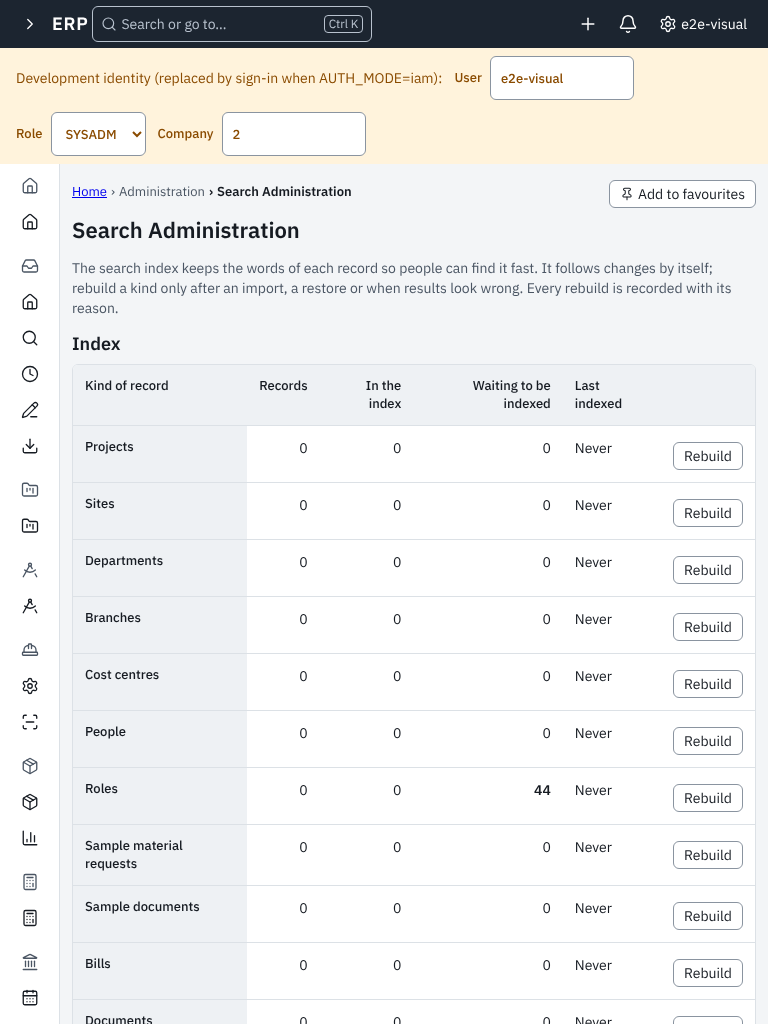 ERP
Search or go to...
Ctrl K
e2e-visual
Development identity (replaced by sign-in when AUTH_MODE=iam): User e2e-visual
Role SYSADM Company 2
Home › Administration › Search Administration
Add to favourites
Search Administration
The search index keeps the words of each record so people can find it fast. It follows changes by itself;
rebuild a kind only after an import, a restore or when results look wrong. Every rebuild is recorded with its
reason.
Index
Kind of record Records In the index Waiting to be indexed Last indexed
Projects 0 0 0 Never Rebuild
Sites 0 0 0 Never Rebuild
Departments 0 0 0 Never Rebuild
Branches 0 0 0 Never Rebuild
Cost centres 0 0 0 Never Rebuild
People 0 0 0 Never Rebuild
Roles 0 0 44 Never Rebuild
Sample material requests 0 0 0 Never Rebuild
Sample documents 0 0 0 Never Rebuild
Bills 0 0 0 Never Rebuild
Documents 0 0 0 Never